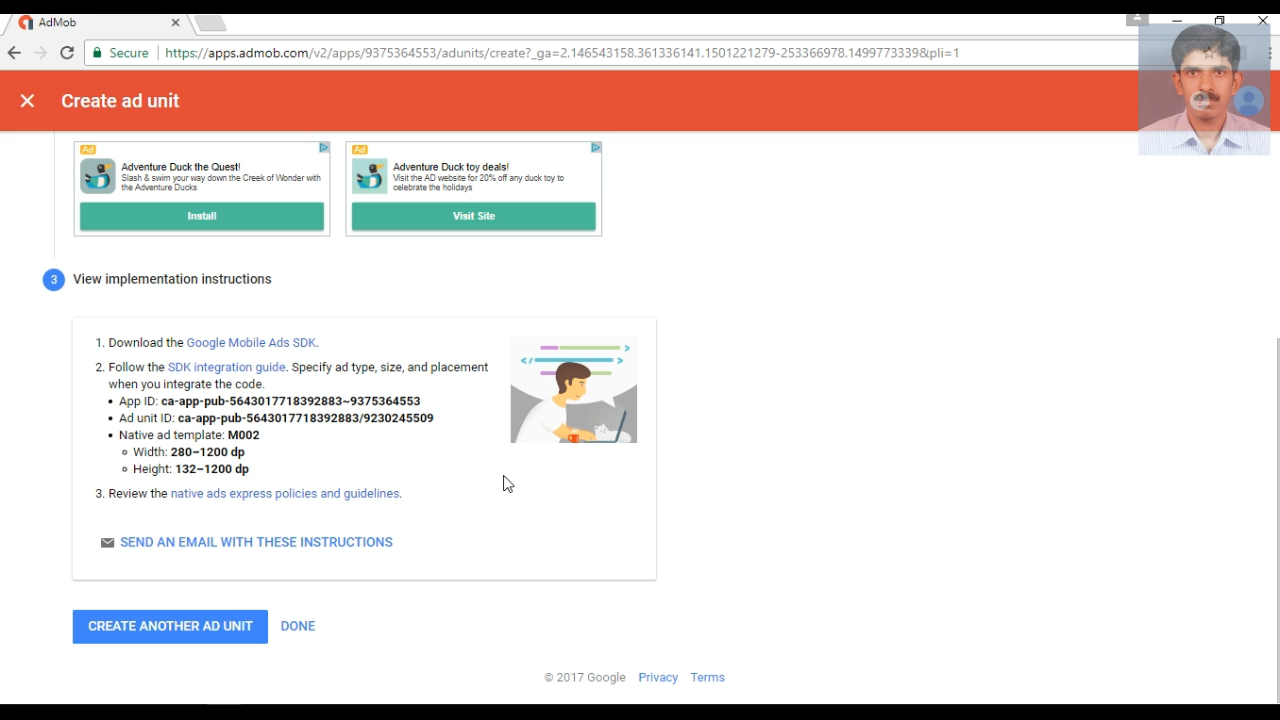 AdMob
Secure https://apps.admob.com/v2/apps/9375364553/adunits/create?_ga=2.146543158.361336141.1501221279-253366978.1499773339&pli=1
Create ad unit
Ad
Adventure Duck the Quest!
Slash & swim your way down the Creek of Wonder with
the Adventure Ducks
Install
Ad
Adventure Duck toy deals!
Visit the AD website for 20% off any duck toy to
celebrate the holidays
Visit Site
3 View implementation instructions
1. Download the Google Mobile Ads SDK.
2. Follow the SDK integration guide. Specify ad type, size, and placement
when you integrate the code.
• App ID: ca-app-pub-5643017718392883~9375364553
• Ad unit ID: ca-app-pub-5643017718392883/9230245509
• Native ad template: M002
Width: 280–1200 dp
Height: 132–1200 dp
3. Review the native ads express policies and guidelines.
SEND AN EMAIL WITH THESE INSTRUCTIONS
CREATE ANOTHER AD UNIT DONE
© 2017 Google Privacy Terms